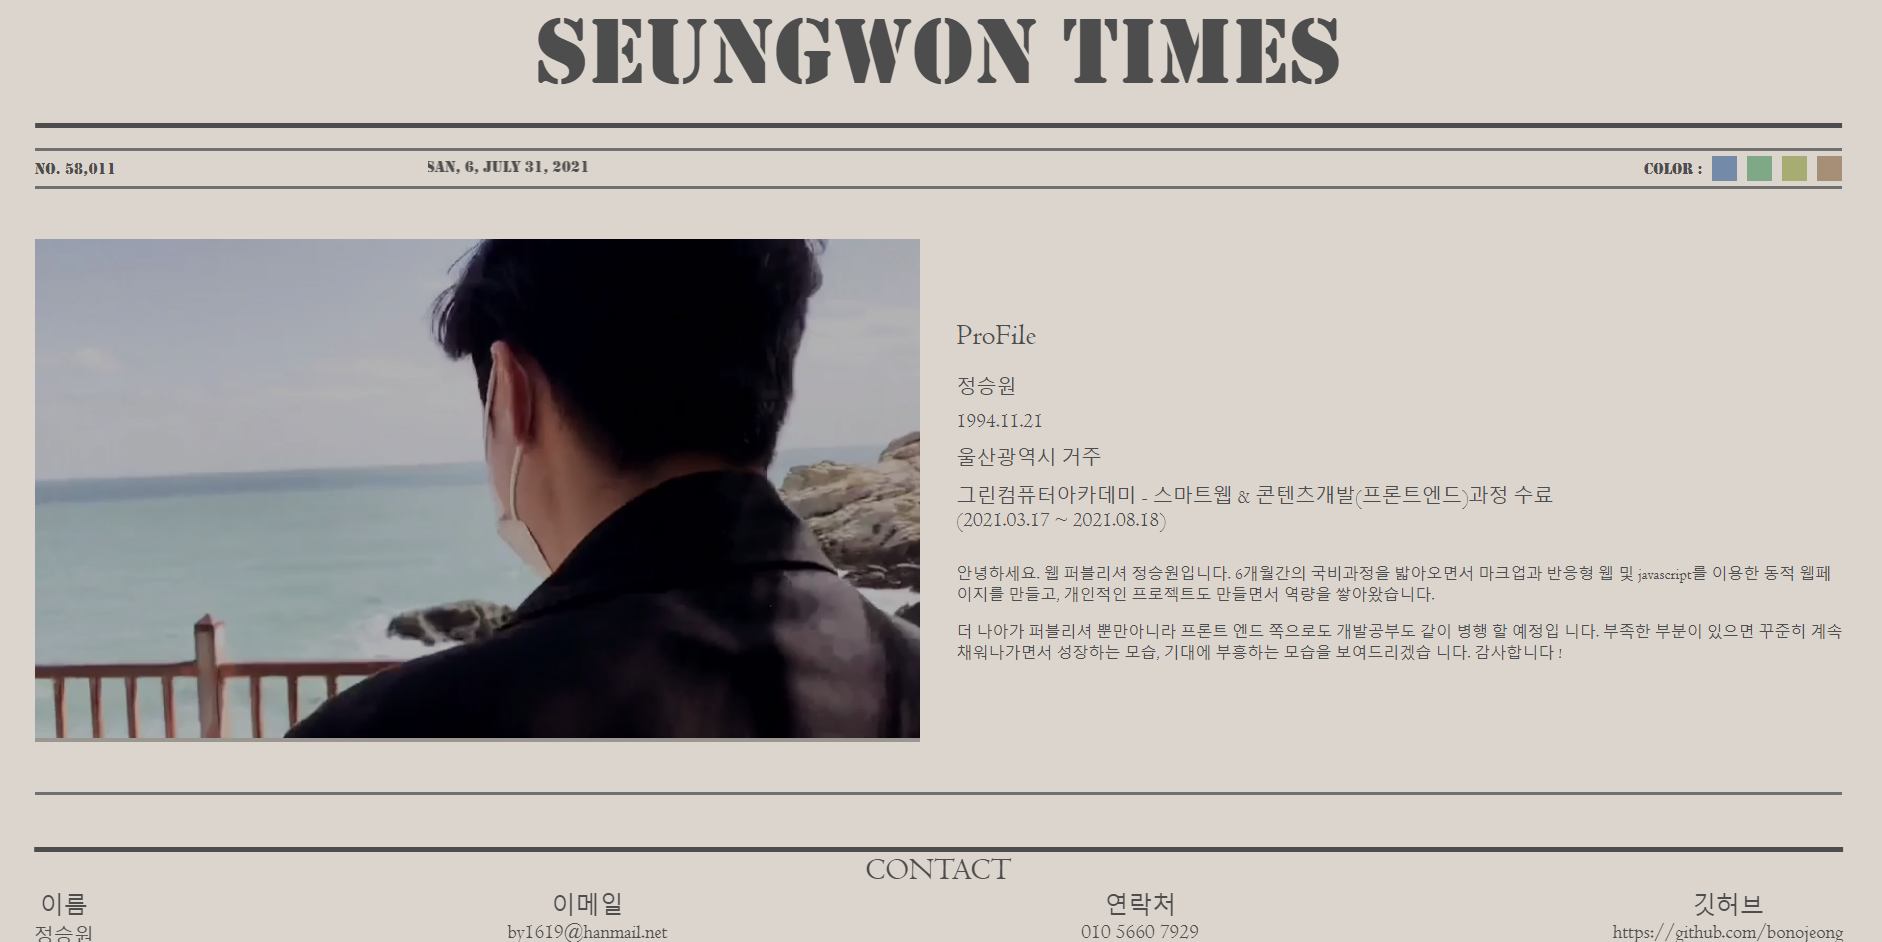 SEUNGWON TIMES
NO. 58,011
SAN, 6, JULY 31, 2021
COLOR :
ProFile
정승원
1994.11.21
울산광역시 거주
그린컴퓨터아카데미 - 스마트웹 & 콘텐츠개발(프론트엔드)과정 수료
(2021.03.17 ~ 2021.08.18)
안녕하세요. 웹 퍼블리셔 정승원입니다. 6개월간의 국비과정을 밟아오면서 마크업과 반응형 웹 및 javascript를 이용한 동적 웹페
이지를 만들고, 개인적인 프로젝트도 만들면서 역량을 쌓아왔습니다.
더 나아가 퍼블리셔 뿐만아니라 프론트 엔드 쪽으로도 개발공부도 같이 병행 할 예정입 니다. 부족한 부분이 있으면 꾸준히 계속
채워나가면서 성장하는 모습, 기대에 부흥하는 모습을 보여드리겠습 니다. 감사합니다 !
CONTACT
이름 이메일 연락처 깃허브
정승원 by1619@hanmail.net 010 5660 7929 https://github.com/bonojeong